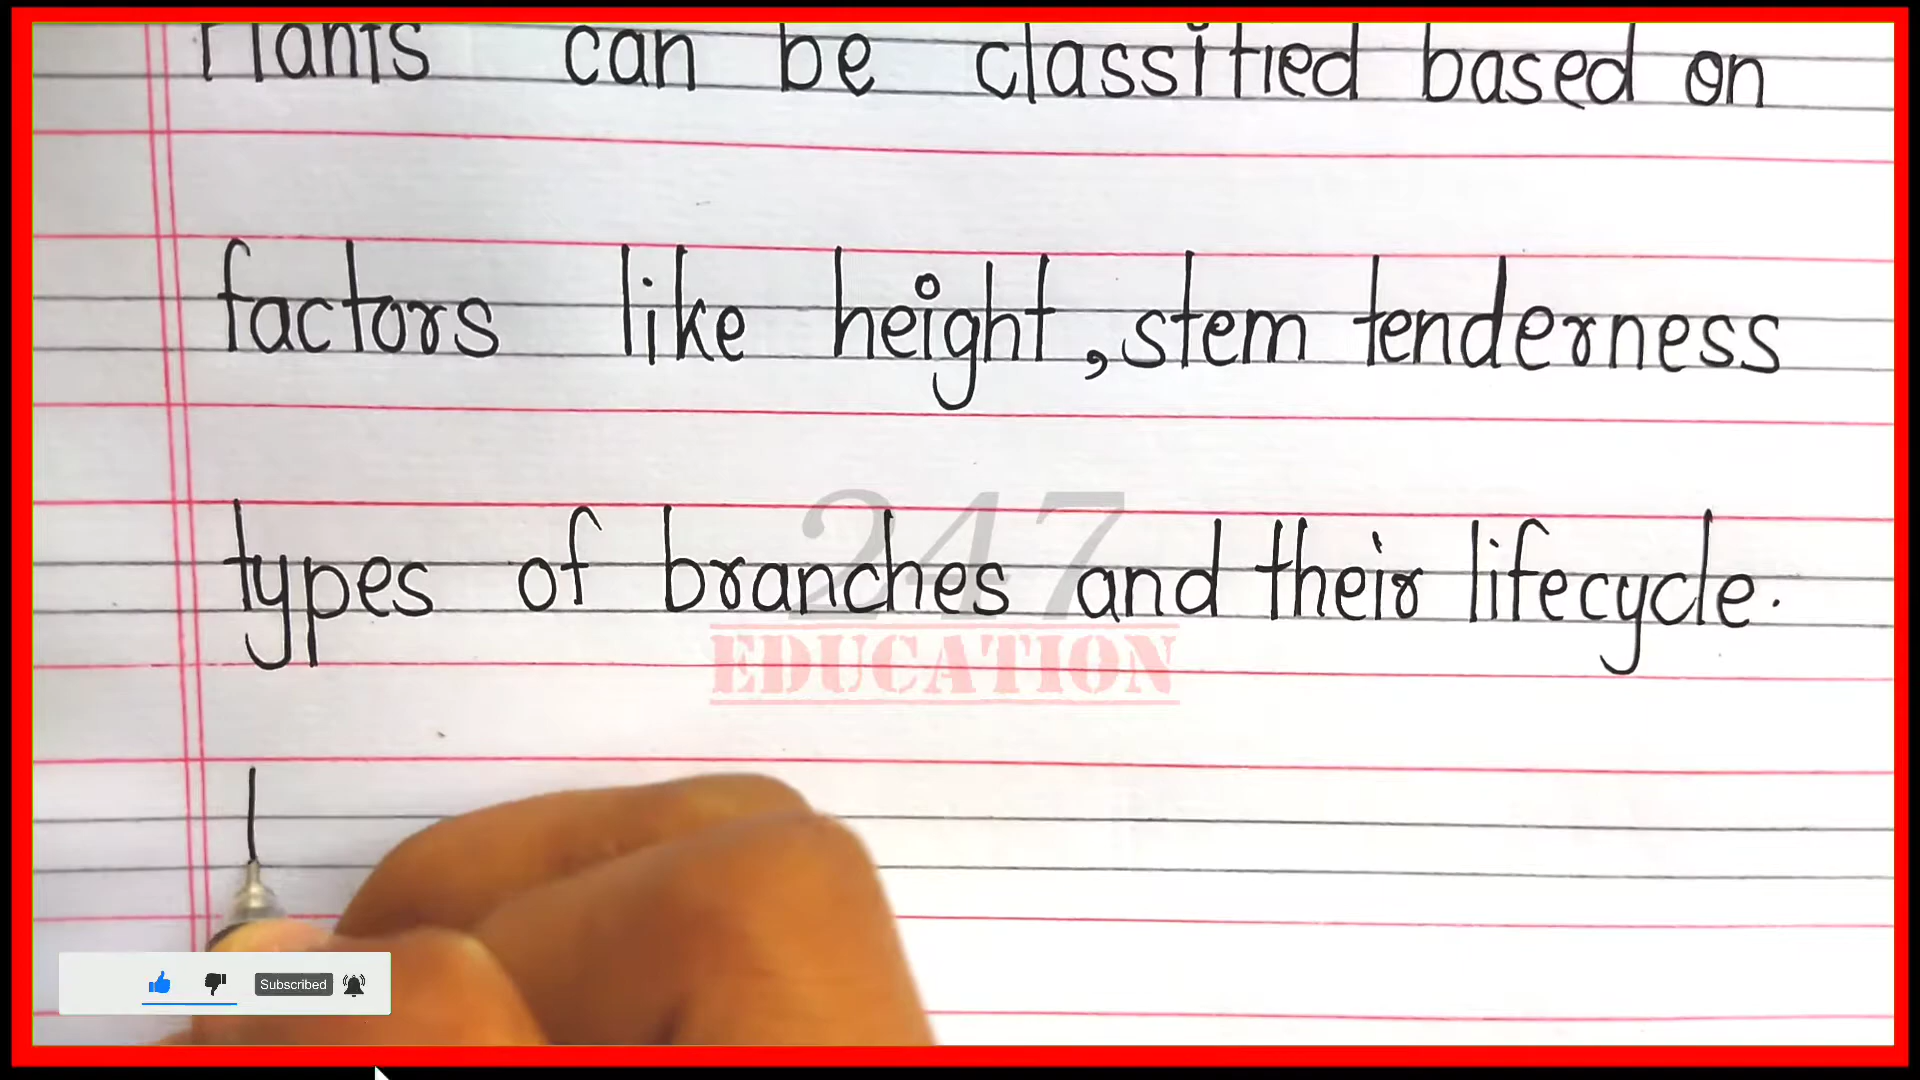 Plants can be classified based on
factors like height, stem tenderness
types of branches and their lifecycle.
247
EDUCATION
Subscribed